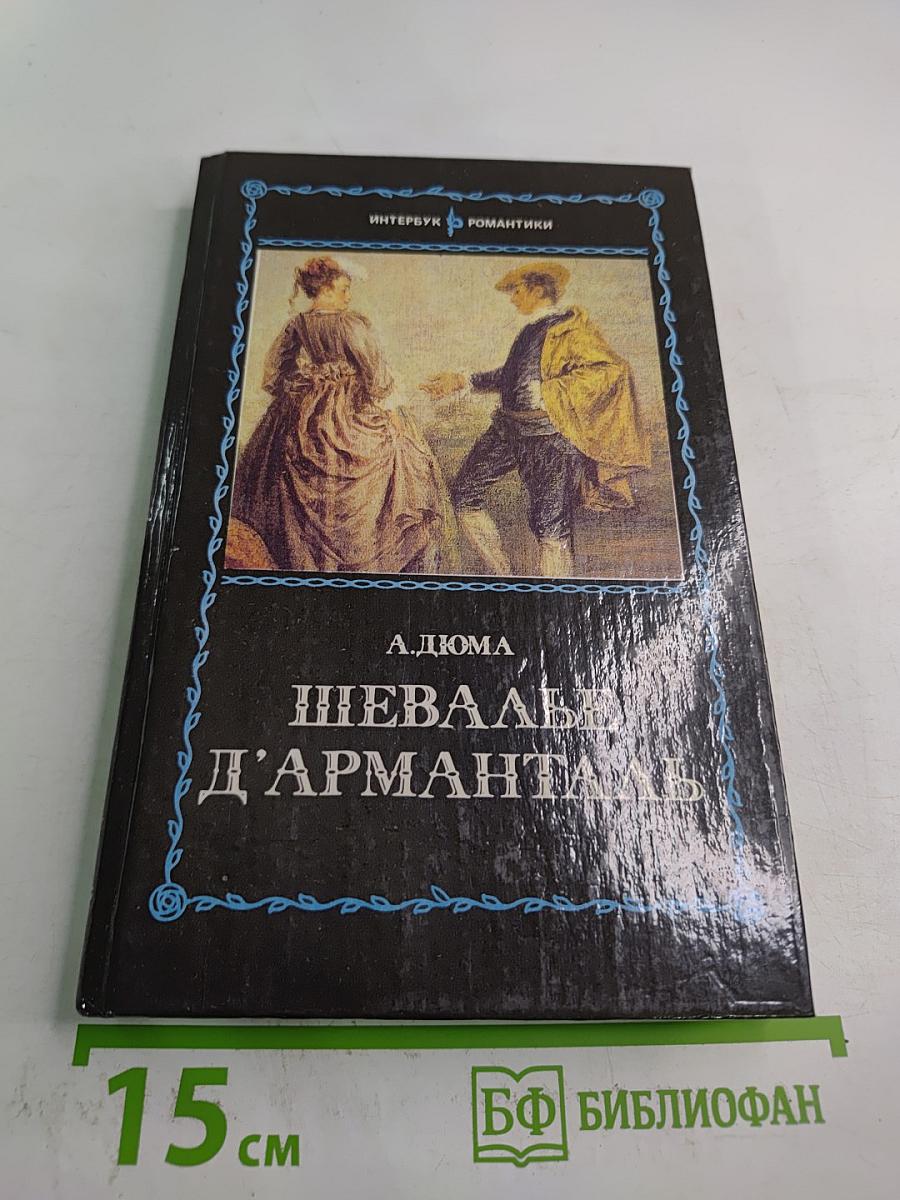 ИНТЕРБУК РОМАНТИКИ
А.ДЮМА
ШЕВАЛЬЕ
Д'АРМАНТАЛЬ
15 см
БФ БИБЛИОФАН